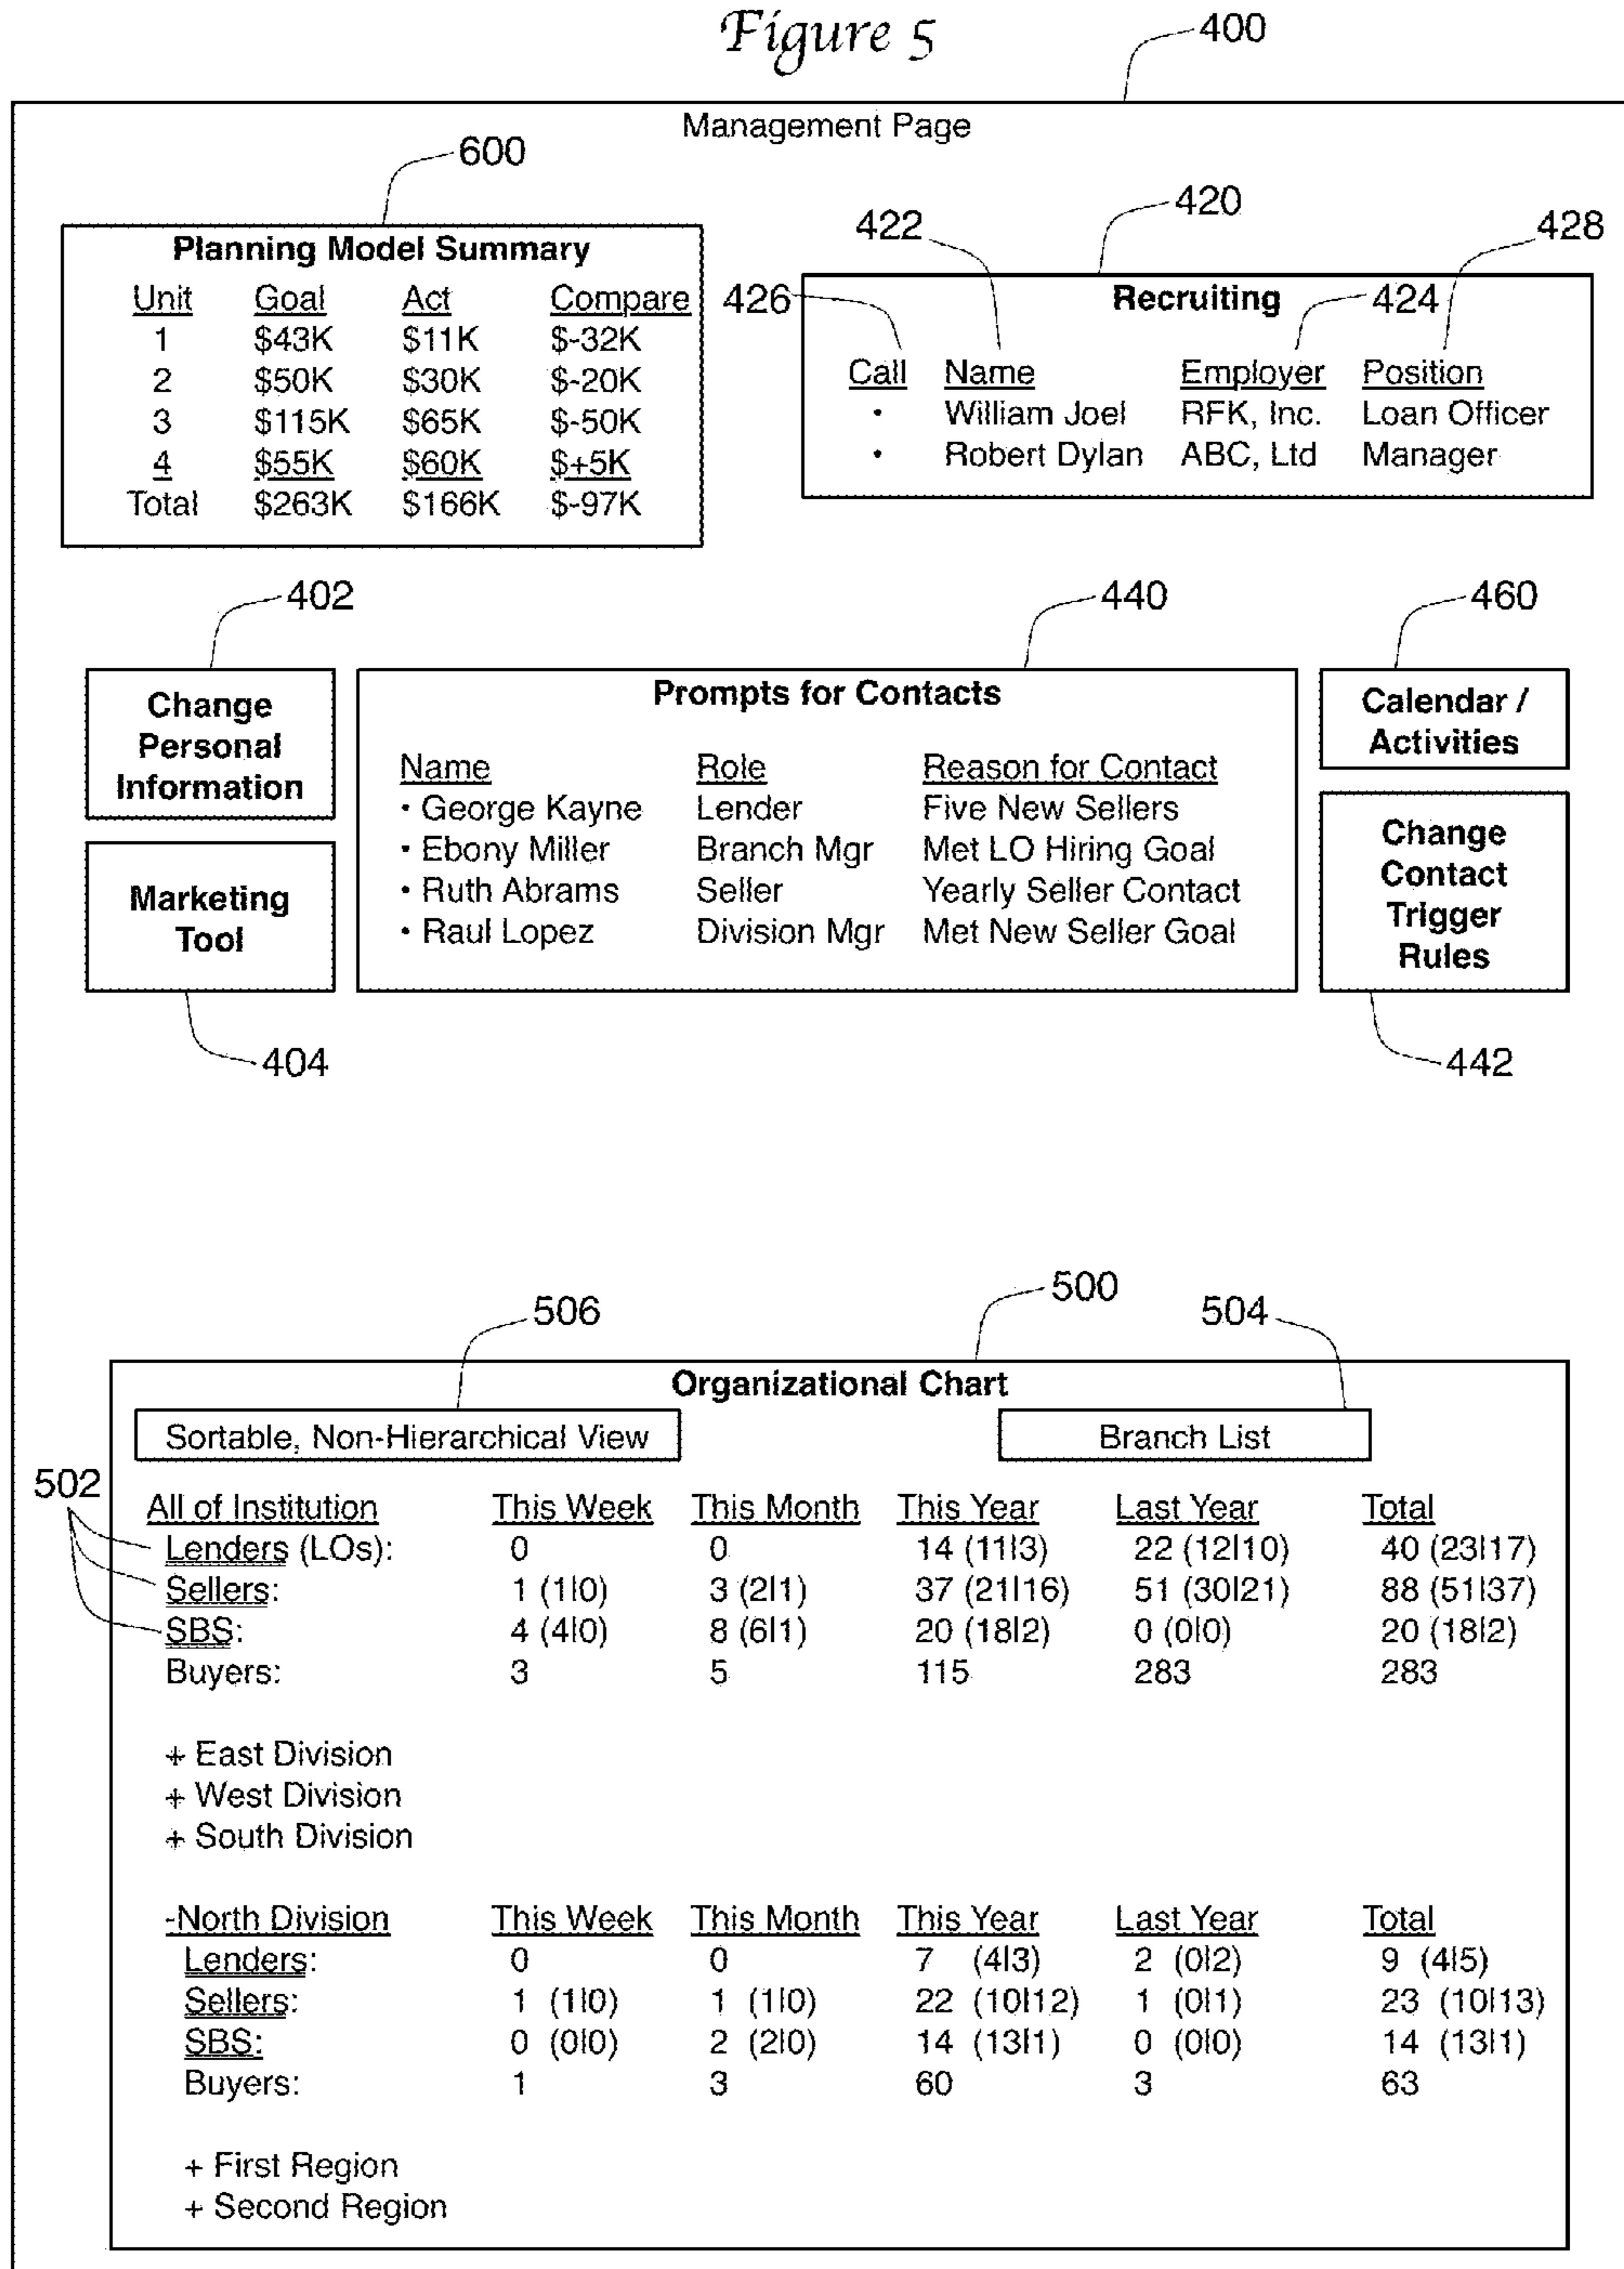 Figure 5
400
Management Page
600
Planning Model Summary
Unit Goal Act Compare
1 $43K $11K $-32K
2 $50K $30K $-20K
3 $115K $65K $-50K
4 $55K $60K $+5K
Total $263K $166K $-97K
420
422 428
426 Recruiting 424
Call Name Employer Position
• William Joel RFK, Inc. Loan Officer
• Robert Dylan ABC, Ltd Manager
402 440 460
Change
Personal
Information
Marketing
Tool
404
Prompts for Contacts
Name Role Reason for Contact
• George Kayne Lender Five New Sellers
• Ebony Miller Branch Mgr Met LO Hiring Goal
• Ruth Abrams Seller Yearly Seller Contact
• Raul Lopez Division Mgr Met New Seller Goal
Calendar /
Activities
Change
Contact
Trigger
Rules
442
506 500 504
Organizational Chart
Sortable, Non-Hierarchical View Branch List
502
All of Institution This Week This Month This Year Last Year Total
Lenders (LOs): 0 0 14 (11|3) 22 (12|10) 40 (23|17)
Sellers: 1 (1|0) 3 (2|1) 37 (21|16) 51 (30|21) 88 (51|37)
SBS: 4 (4|0) 8 (6|1) 20 (18|2) 0 (0|0) 20 (18|2)
Buyers: 3 5 115 283 283
+ East Division
+ West Division
+ South Division
-North Division This Week This Month This Year Last Year Total
Lenders: 0 0 7 (4|3) 2 (0|2) 9 (4|5)
Sellers: 1 (1|0) 1 (1|0) 22 (10|12) 1 (0|1) 23 (10|13)
SBS: 0 (0|0) 2 (2|0) 14 (13|1) 0 (0|0) 14 (13|1)
Buyers: 1 3 60 3 63
+ First Region
+ Second Region